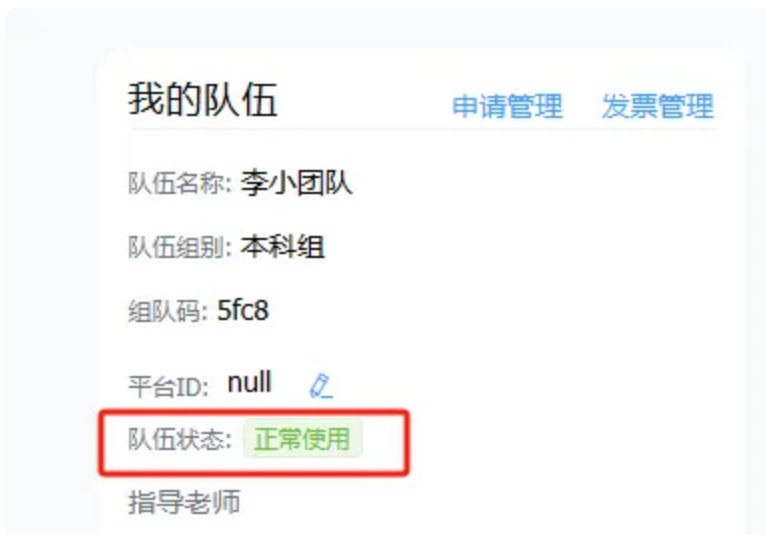 我的队伍 申请管理 发票管理
队伍名称: 李小团队
队伍组别: 本科组
组队码: 5fc8
平台ID: null
队伍状态: 正常使用
指导老师